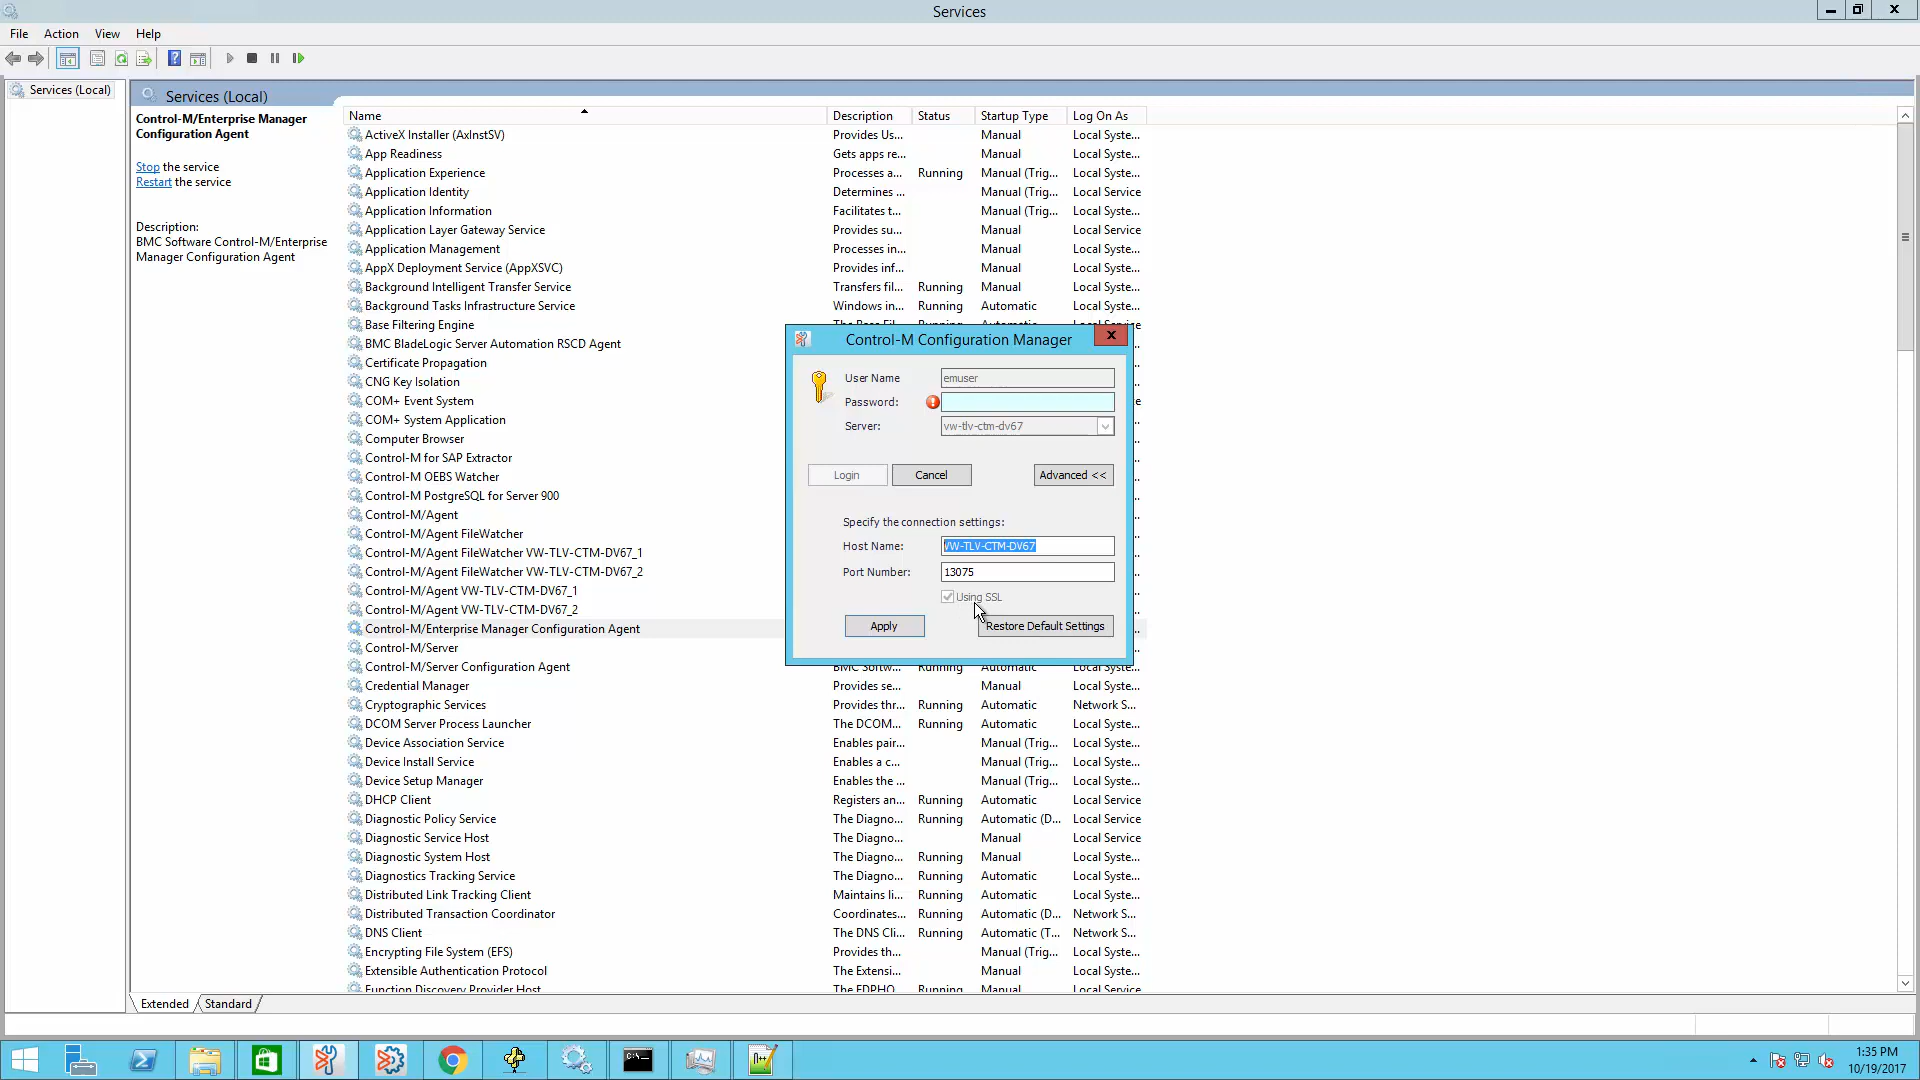 Services
File Action View Help
Services (Local)
Services (Local)
Control-M/Enterprise Manager
Configuration Agent
Stop the service
Restart the service
Description:
BMC Software Control-M/Enterprise
Manager Configuration Agent
Name Description Status Startup Type Log On As
ActiveX Installer (AxInstSV) Provides Us... Manual Local Syste...
App Readiness Gets apps re... Manual Local Syste...
Application Experience Processes a... Running Manual (Trig... Local Syste...
Application Identity Determines ... Manual (Trig... Local Service
Application Information Facilitates t... Manual (Trig... Local Syste...
Application Layer Gateway Service Provides su... Manual Local Service
Application Management Processes in... Manual Local Syste...
AppX Deployment Service (AppXSVC) Provides inf... Manual Local Syste...
Background Intelligent Transfer Service Transfers fil... Running Manual Local Syste...
Background Tasks Infrastructure Service Windows in... Running Automatic Local Syste...
Base Filtering Engine
BMC BladeLogic Server Automation RSCD Agent
Certificate Propagation
CNG Key Isolation
COM+ Event System
COM+ System Application
Computer Browser
Control-M for SAP Extractor
Control-M OEBS Watcher
Control-M PostgreSQL for Server 900
Control-M/Agent
Control-M/Agent FileWatcher
Control-M/Agent FileWatcher VW-TLV-CTM-DV67_1
Control-M/Agent FileWatcher VW-TLV-CTM-DV67_2
Control-M/Agent VW-TLV-CTM-DV67_1
Control-M/Agent VW-TLV-CTM-DV67_2
Control-M/Enterprise Manager Configuration Agent
Control-M/Server
Control-M/Server Configuration Agent BMC Softw... Running Automatic Local Syste...
Credential Manager Provides se... Manual Local Syste...
Cryptographic Services Provides thr... Running Automatic Network S...
DCOM Server Process Launcher The DCOM... Running Automatic Local Syste...
Device Association Service Enables pair... Manual (Trig... Local Syste...
Device Install Service Enables a c... Manual (Trig... Local Syste...
Device Setup Manager Enables the ... Manual (Trig... Local Syste...
DHCP Client Registers an... Running Automatic Local Service
Diagnostic Policy Service The Diagno... Running Automatic (D... Local Service
Diagnostic Service Host The Diagno... Manual Local Service
Diagnostic System Host The Diagno... Running Manual Local Syste...
Diagnostics Tracking Service The Diagno... Running Automatic Local Syste...
Distributed Link Tracking Client Maintains li... Running Automatic Local Syste...
Distributed Transaction Coordinator Coordinates... Running Automatic (D... Network S...
DNS Client The DNS Cli... Running Automatic (T... Network S...
Encrypting File System (EFS) Provides th... Manual (Trig... Local Syste...
Extensible Authentication Protocol The Extensi... Manual Local Syste...
Function Discovery Provider Host The FDPHO... Running Manual Local Service
Control-M Configuration Manager
User Name emuser
Password:
Server: vw-tlv-ctm-dv67
Login Cancel Advanced <<
Specify the connection settings:
Host Name: VW-TLV-CTM-DV67
Port Number: 13075
Using SSL
Apply Restore Default Settings
Extended Standard
1:35 PM
10/19/2017